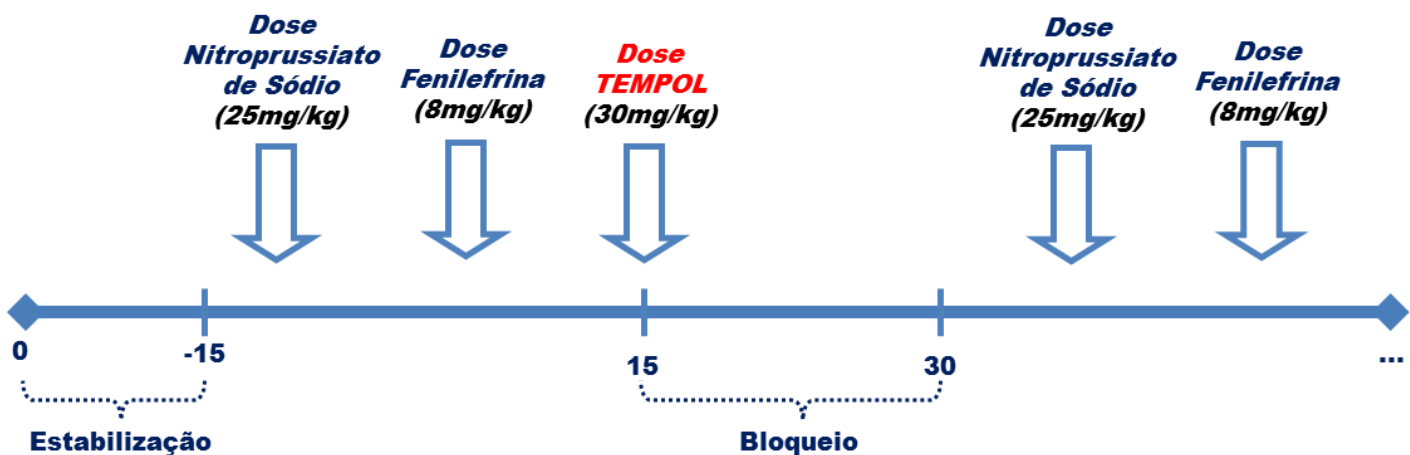 Dose
Nitroprussiato
de Sódio
(25mg/kg)
Dose
Fenilefrina
(8mg/kg)
Dose
TEMPOL
(30mg/kg)
Dose
Nitroprussiato
de Sódio
(25mg/kg)
Dose
Fenilefrina
(8mg/kg)
0
-15
15
30
...
Estabilização
Bloqueio